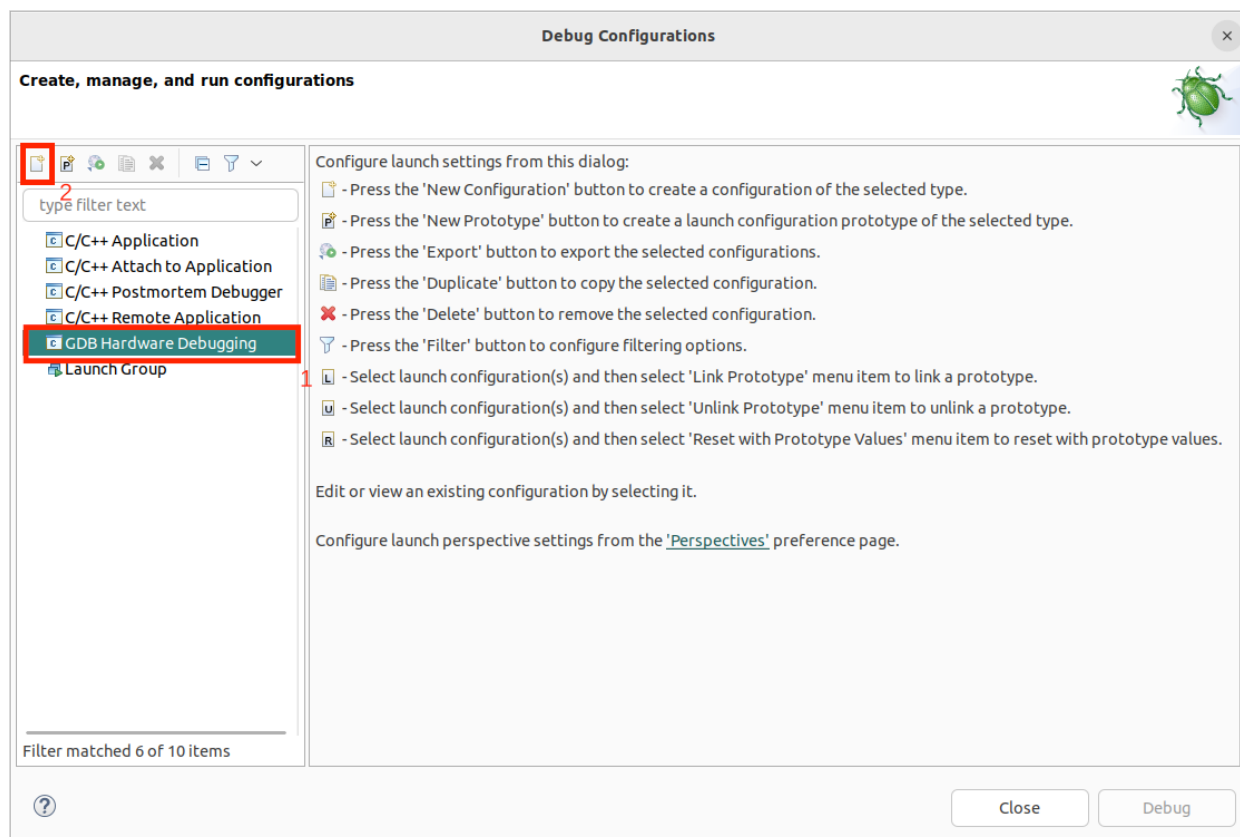 Debug Configurations
Create, manage, and run configurations
2
type filter text
C/C++ Application
C/C++ Attach to Application
C/C++ Postmortem Debugger
C/C++ Remote Application
GDB Hardware Debugging
1
Launch Group
Filter matched 6 of 10 items
Configure launch settings from this dialog:
- Press the 'New Configuration' button to create a configuration of the selected type.
- Press the 'New Prototype' button to create a launch configuration prototype of the selected type.
- Press the 'Export' button to export the selected configurations.
- Press the 'Duplicate' button to copy the selected configuration.
- Press the 'Delete' button to remove the selected configuration.
- Press the 'Filter' button to configure filtering options.
L - Select launch configuration(s) and then select 'Link Prototype' menu item to link a prototype.
U - Select launch configuration(s) and then select 'Unlink Prototype' menu item to unlink a prototype.
R - Select launch configuration(s) and then select 'Reset with Prototype Values' menu item to reset with prototype values.
Edit or view an existing configuration by selecting it.
Configure launch perspective settings from the 'Perspectives' preference page.
Close
Debug